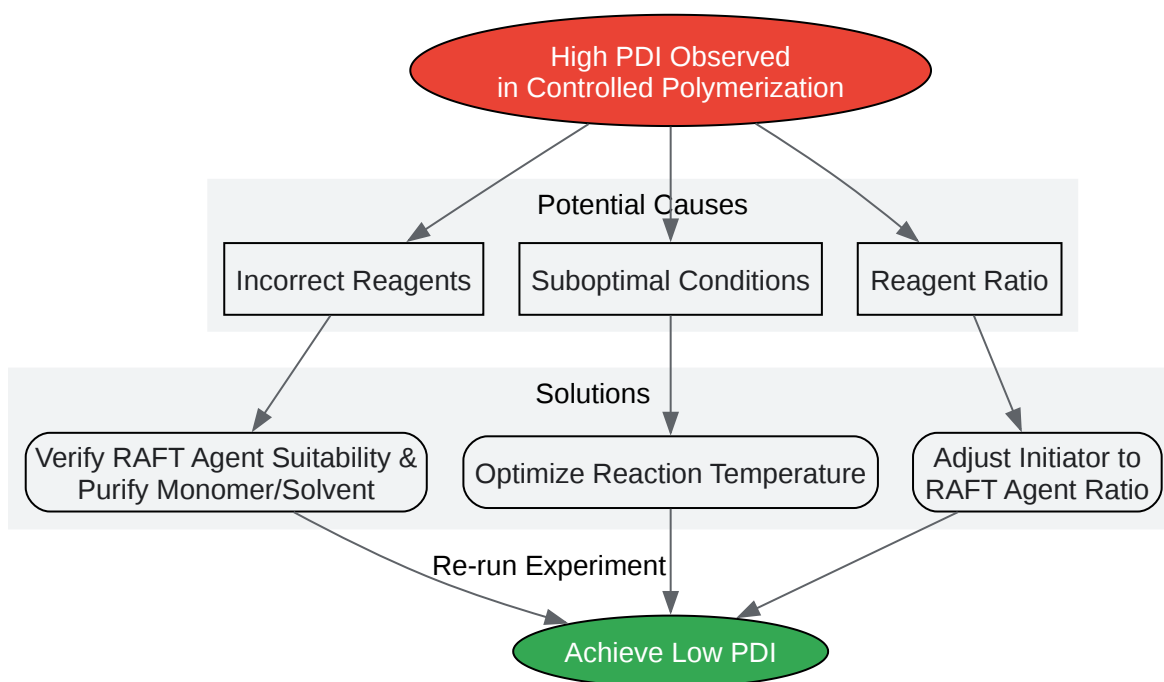 High PDI Observed
in Controlled Polymerization
Potential Causes
Incorrect Reagents
Suboptimal Conditions
Reagent Ratio
Solutions
Verify RAFT Agent Suitability &
Purify Monomer/Solvent
Optimize Reaction Temperature
Adjust Initiator to
RAFT Agent Ratio
Re-run Experiment
Achieve Low PDI